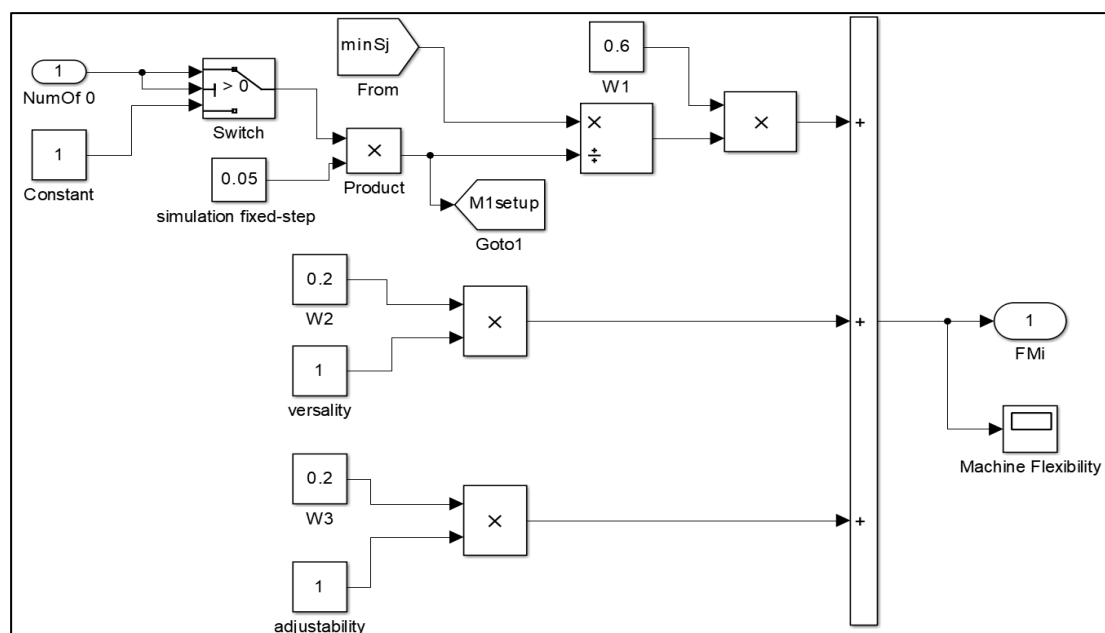 1
NumOf 0
> 0
Switch
1
Constant
0.05
simulation fixed-step
×
Product
minSj
From
M1setup
Goto1
0.6
W1
×
÷
×
+
0.2
W2
1
versality
×
+
1
FMi
Machine Flexibility
0.2
W3
1
adjustability
×
+